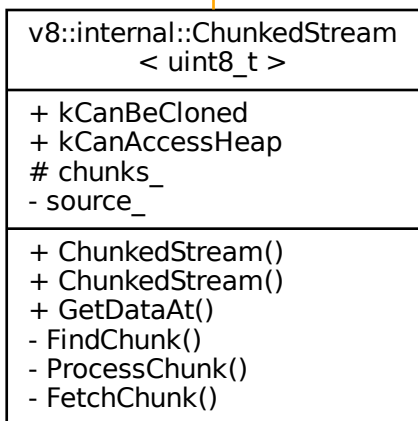 v8::internal::ChunkedStream
< uint8_t >
+ kCanBeCloned
+ kCanAccessHeap
# chunks_
- source_
+ ChunkedStream()
+ ChunkedStream()
+ GetDataAt()
- FindChunk()
- ProcessChunk()
- FetchChunk()